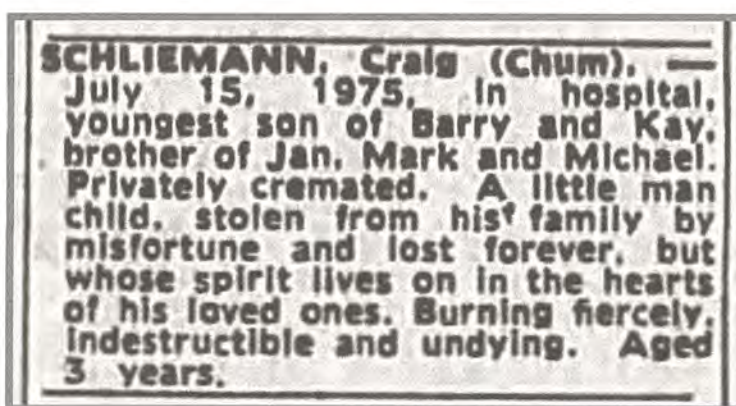 SCHLIEMANN, Craig (Chum). —
July 15, 1975, in hospital,
youngest son of Barry and Kay,
brother of Jan, Mark and Michael.
Privately cremated. A little man
child, stolen from his family by
misfortune and lost forever, but
whose spirit lives on in the hearts
of his loved ones. Burning fiercely,
indestructible and undying. Aged
3 years.